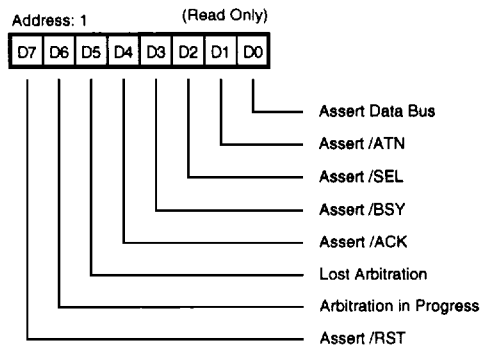 Address: 1 (Read Only)
D7 D6 D5 D4 D3 D2 D1 D0
Assert Data Bus
Assert /ATN
Assert /SEL
Assert /BSY
Assert /ACK
Lost Arbitration
Arbitration in Progress
Assert /RST